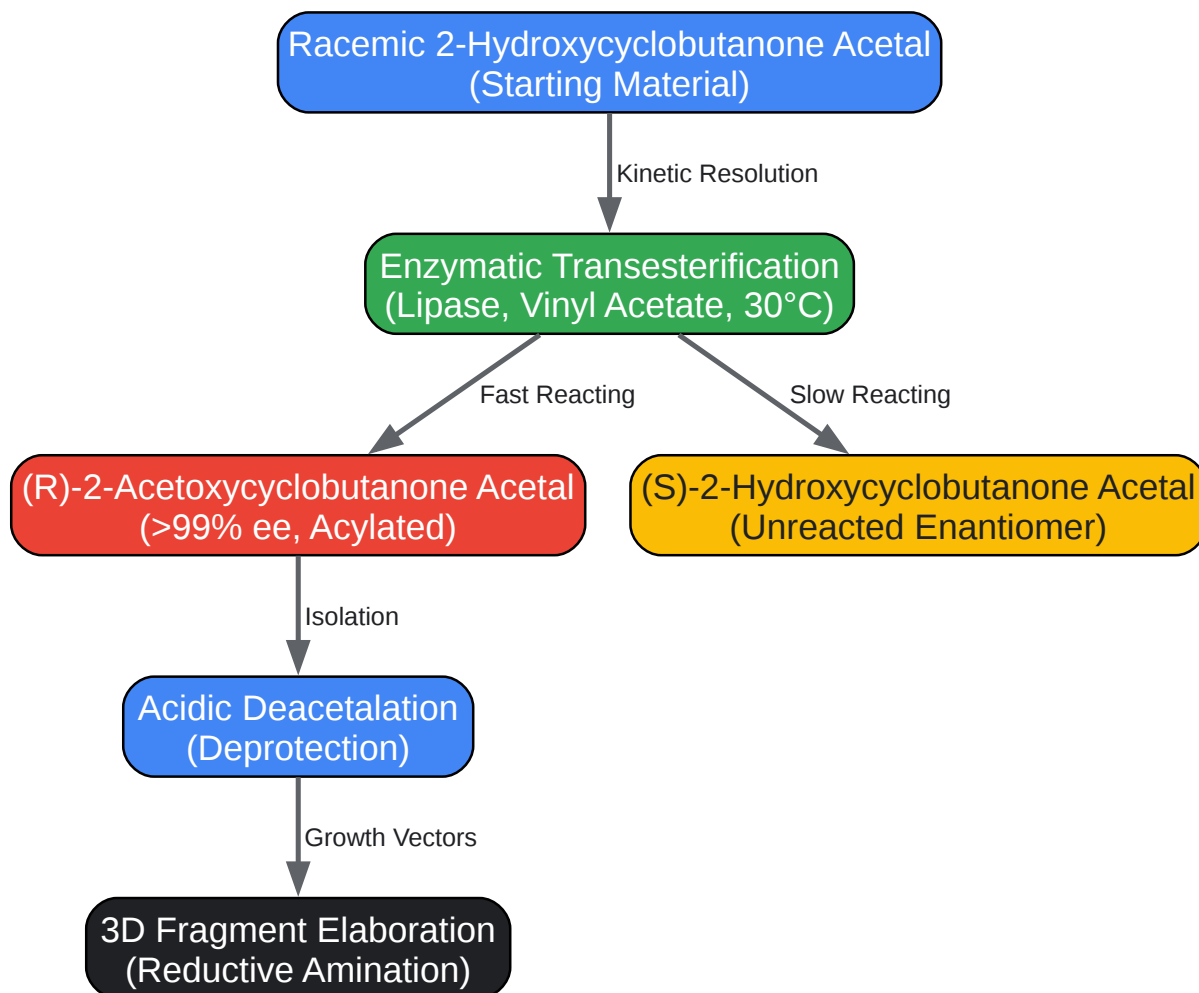 Racemic 2-Hydroxycyclobutanone Acetal
(Starting Material)
Kinetic Resolution
Enzymatic Transesterification
(Lipase, Vinyl Acetate, 30°C)
Fast Reacting
Slow Reacting
(R)-2-Acetoxycyclobutanone Acetal
(>99% ee, Acylated)
(S)-2-Hydroxycyclobutanone Acetal
(Unreacted Enantiomer)
Isolation
Acidic Deacetalation
(Deprotection)
Growth Vectors
3D Fragment Elaboration
(Reductive Amination)